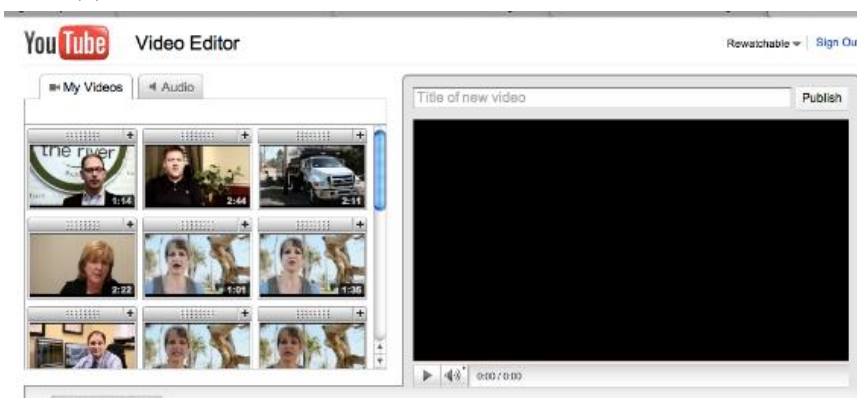 YouTube Video Editor
Rewatchable Sign Ou
My Videos Audio
Title of new video Publish
the river
1:14 2:44 2:11
2:22 1:01 1:35
0:00 / 0:00